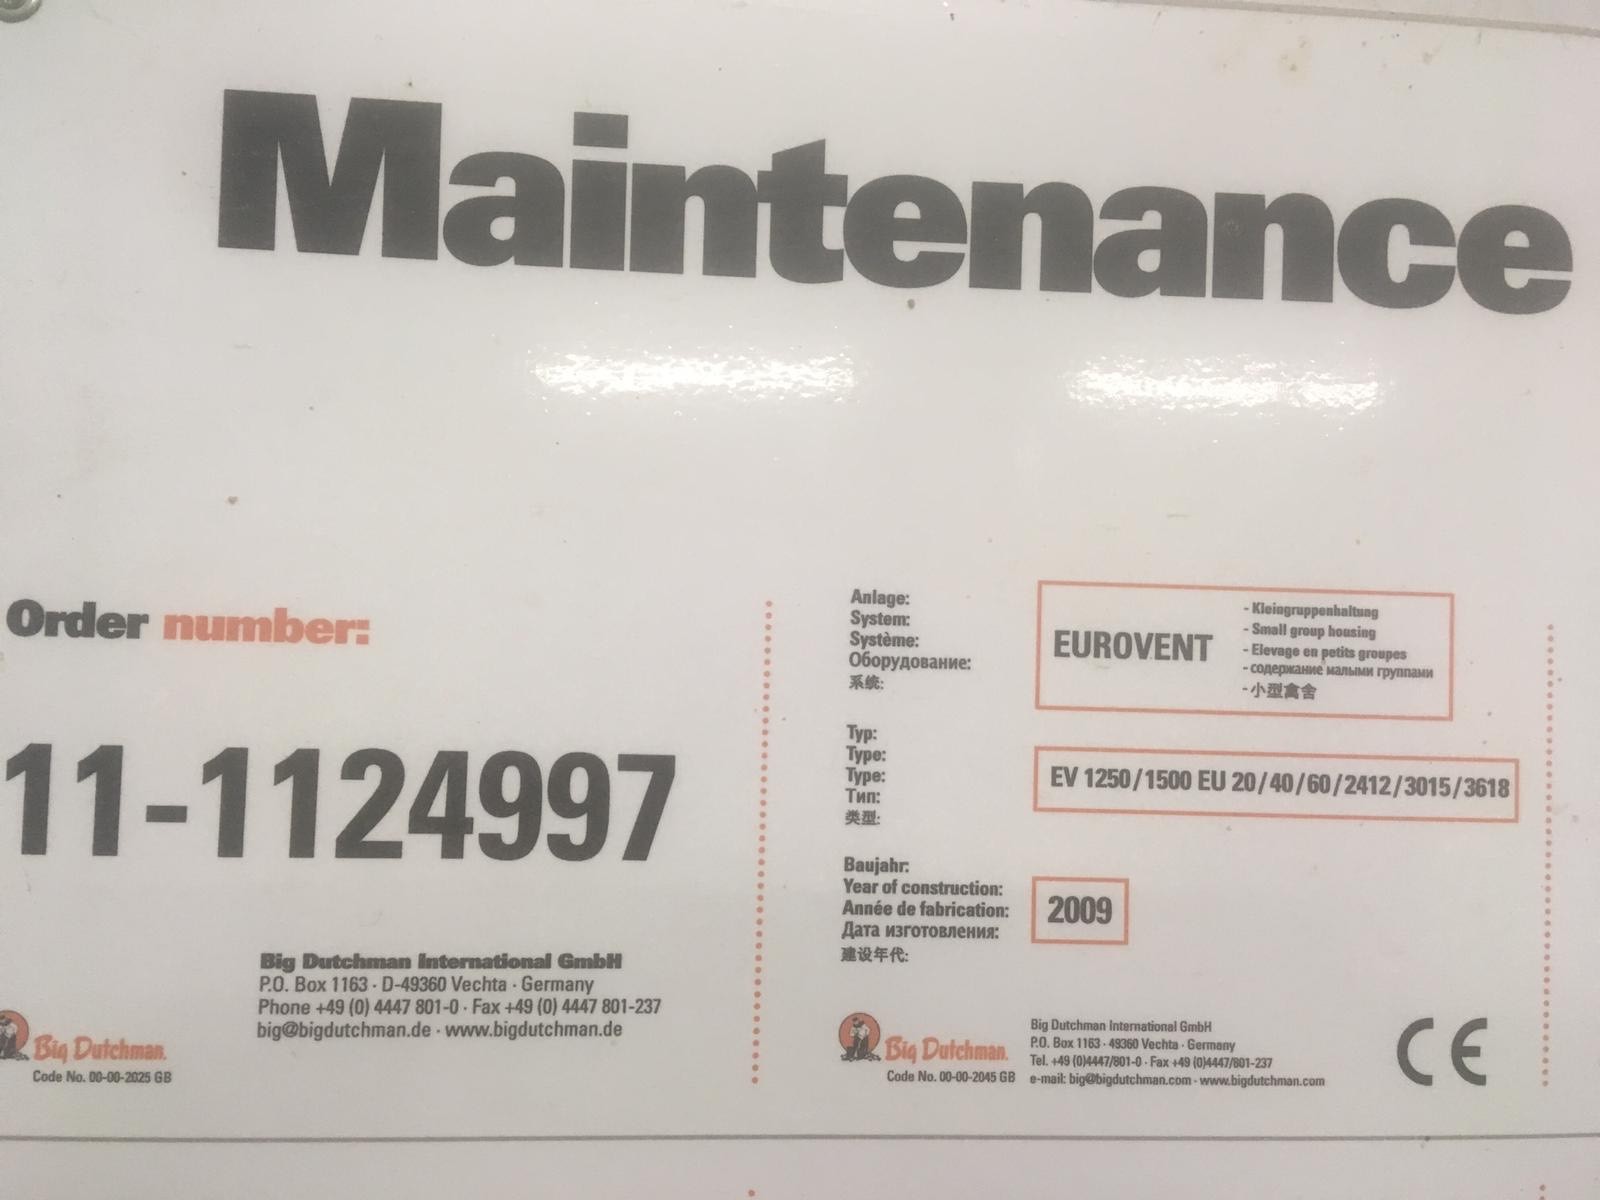 Maintenance
Order number:
11-1124997
Big Dutchman International GmbH
P.O. Box 1163 · D-49360 Vechta · Germany
Phone +49 (0) 4447 801-0 · Fax +49 (0) 4447 801-237
big@bigdutchman.de · www.bigdutchman.de
Big Dutchman.
Code No. 00-00-2025 GB
Anlage:
System:
Système:
Оборудование:
系统:
EUROVENT
- Kleingruppenhaltung
- Small group housing
- Elevage en petits groupes
- содержание малыми группами
- 小型禽舍
Typ:
Type:
Type:
Тип:
类型:
EV 1250/1500 EU 20/40/60/2412/3015/3618
Baujahr:
Year of construction:
Année de fabrication:
Дата изготовления:
建设年代:
2009
Big Dutchman.
Code No. 00-00-2045 GB
Big Dutchman International GmbH
P.O. Box 1163 · 49360 Vechta · Germany
Tel. +49 (0)4447/801-0 · Fax +49 (0)4447/801-237
e-mail: big@bigdutchman.com · www.bigdutchman.com
CE